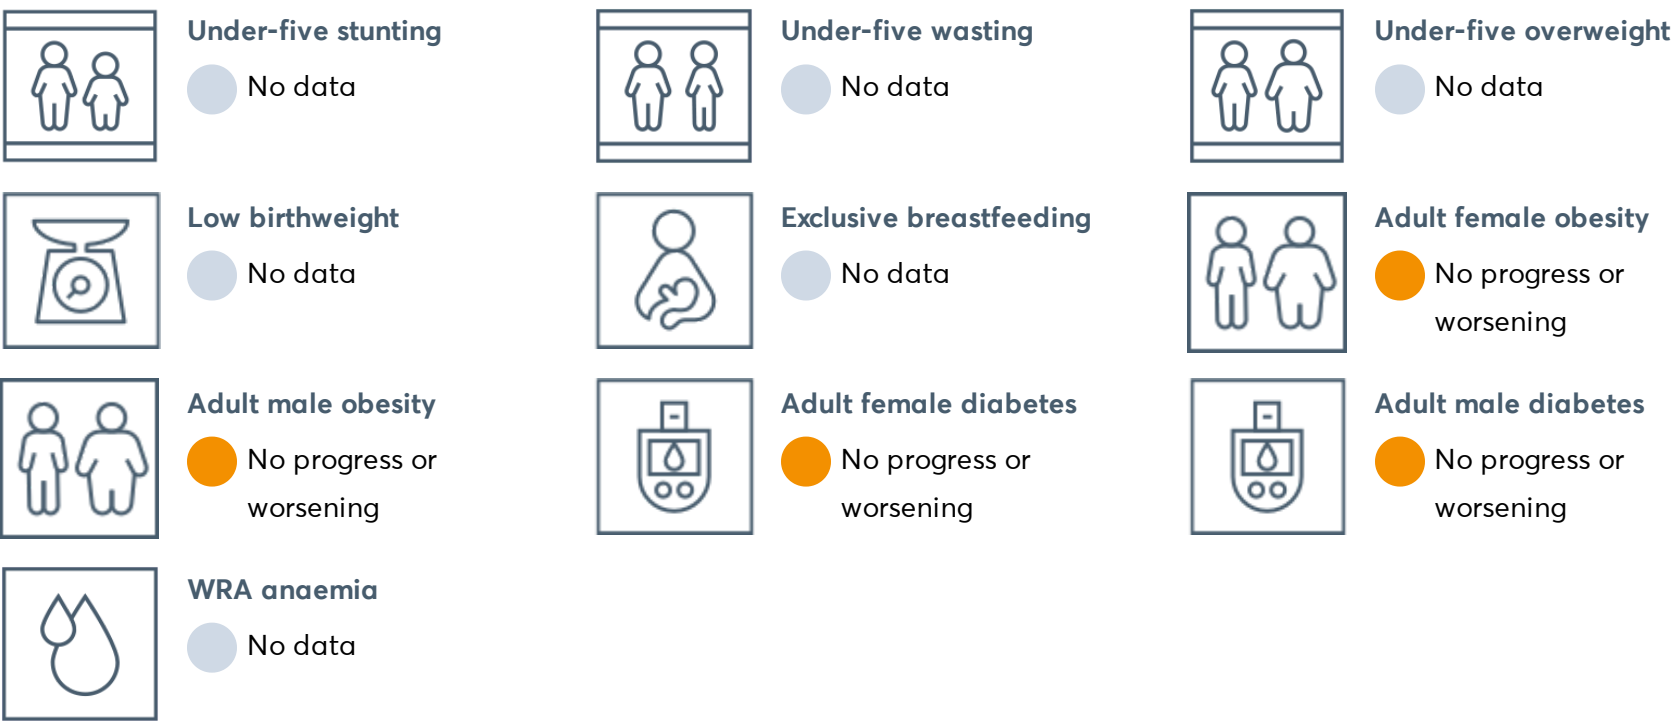 Under-five stunting
No data
Under-five wasting
No data
Under-five overweight
No data
Low birthweight
No data
Exclusive breastfeeding
No data
Adult female obesity
No progress or
worsening
Adult male obesity
No progress or
worsening
Adult female diabetes
No progress or
worsening
Adult male diabetes
No progress or
worsening
WRA anaemia
No data